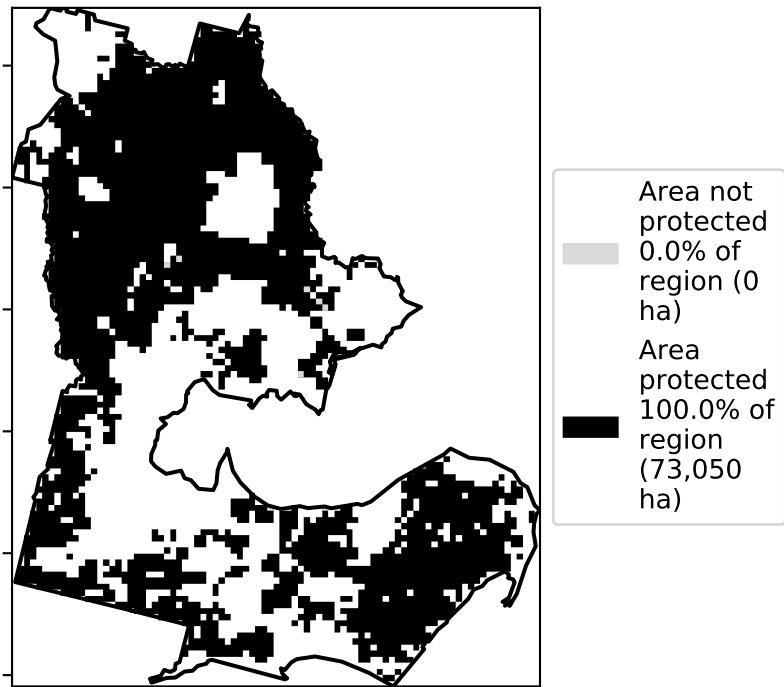 Area not
protected
0.0% of
region (0
ha)
Area
protected
100.0% of
region
(73,050
ha)